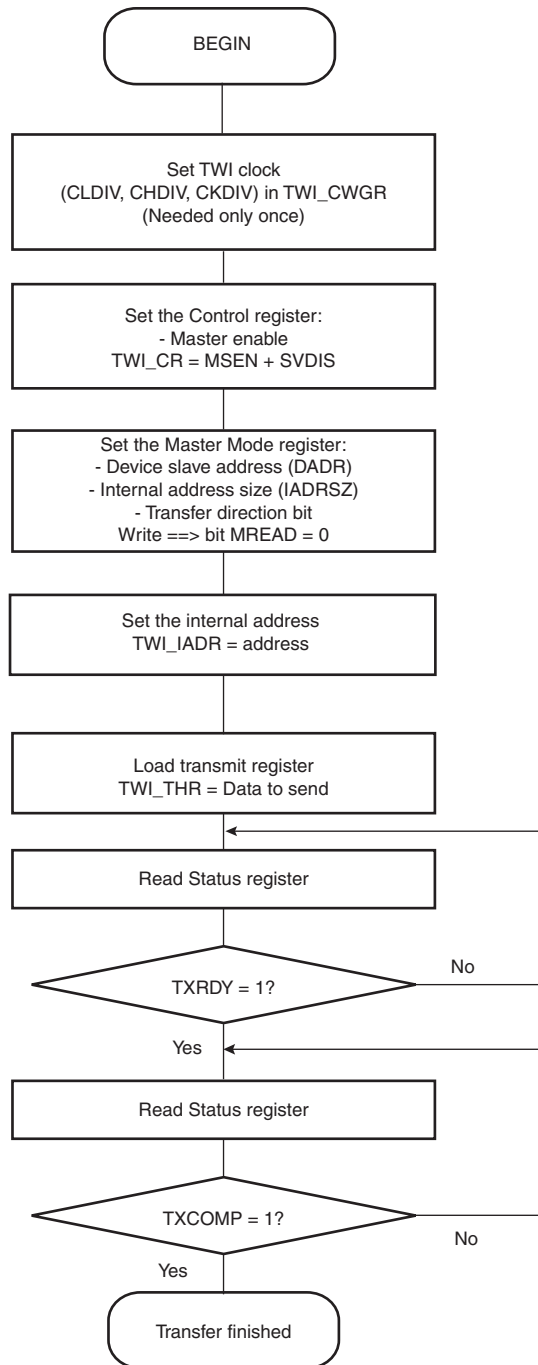 BEGIN
Set TWI clock
(CLDIV, CHDIV, CKDIV) in TWI_CWGR
(Needed only once)
Set the Control register:
- Master enable
TWI_CR = MSEN + SVDIS
Set the Master Mode register:
- Device slave address (DADR)
- Internal address size (IADRSZ)
- Transfer direction bit
Write ==> bit MREAD = 0
Set the internal address
TWI_IADR = address
Load transmit register
TWI_THR = Data to send
Read Status register
TXRDY = 1?
No
Yes
Read Status register
TXCOMP = 1?
No
Yes
Transfer finished